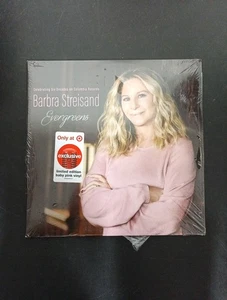 Barbra Streisand
Evergreens
Only at
exclusive
limited edition
baby pink vinyl